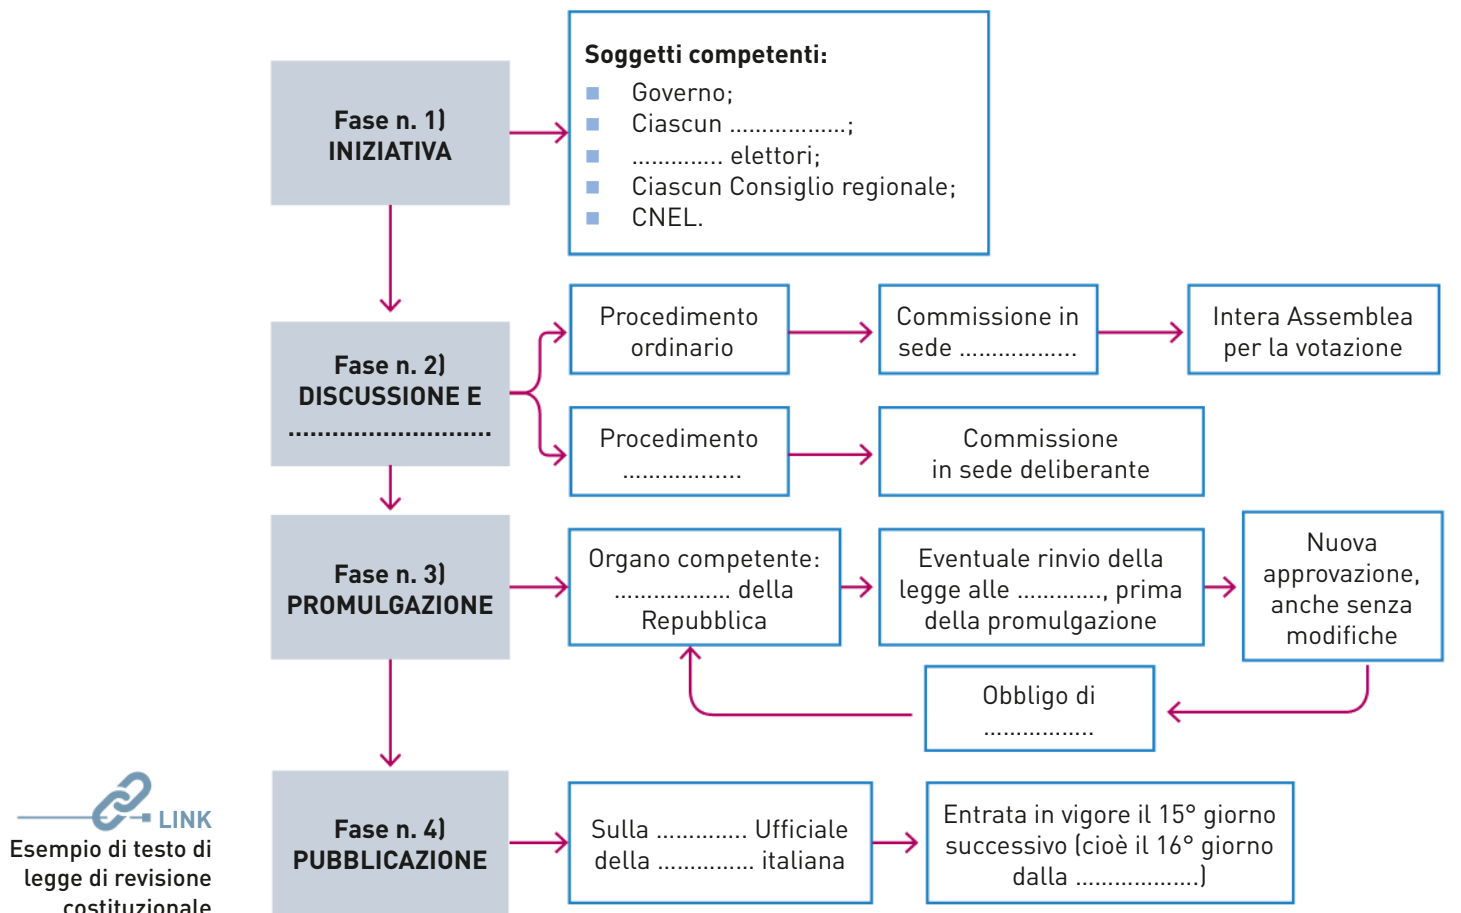 Soggetti competenti:
Governo;
Ciascun ..................;
.............. elettori;
Ciascun Consiglio regionale;
CNEL.
Fase n. 1)
INIZIATIVA
Procedimento
ordinario
Commissione in
sede ..................
Intera Assemblea
per la votazione
Fase n. 2)
DISCUSSIONE E
............................
Procedimento
..................
Commissione
in sede deliberante
Fase n. 3)
PROMULGAZIONE
Organo competente:
.................. della
Repubblica
Eventuale rinvio della
legge alle ............., prima
della promulgazione
Nuova
approvazione,
anche senza
modifiche
Obbligo di
.................
Fase n. 4)
PUBBLICAZIONE
Sulla .............. Ufficiale
della ............... italiana
Entrata in vigore il 15° giorno
successivo (cioè il 16° giorno
dalla ...................)
LINK
Esempio di testo di
legge di revisione
costituzionale